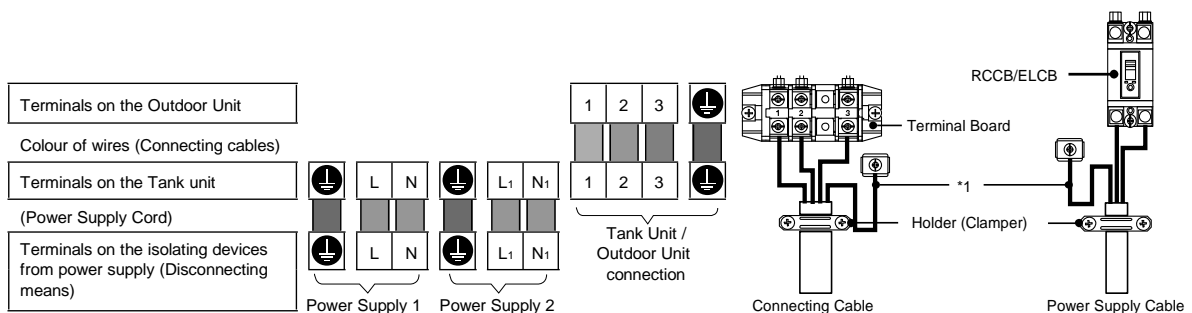 Terminals on the Outdoor Unit
Colour of wires (Connecting cables)
Terminals on the Tank unit
(Power Supply Cord)
Terminals on the isolating devices
from power supply (Disconnecting
means)
L N
L N
Power Supply 1
L1 N1
L1 N1
Power Supply 2
1 2 3
1 2 3
Tank Unit /
Outdoor Unit
connection
1 2 3
Terminal Board
*1
Holder (Clamper)
Connecting Cable
RCCB/ELCB
Power Supply Cable